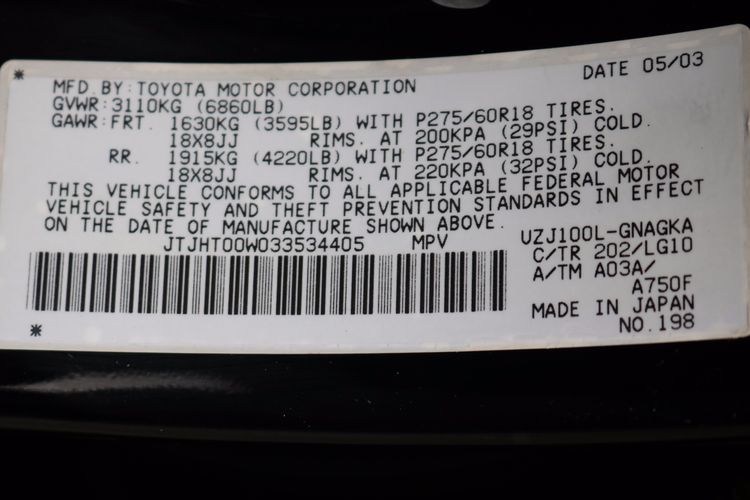 DATE 05/03
MFD. BY: TOYOTA MOTOR CORPORATION
GVWR: 3110KG (6860LB)
GAWR: FRT. 1630KG (3595LB) WITH P275/60R18 TIRES.
18X8JJ RIMS. AT 200KPA (29PSI) COLD.
RR. 1915KG (4220LB) WITH P275/60R18 TIRES.
18X8JJ RIMS. AT 220KPA (32PSI) COLD.
THIS VEHICLE CONFORMS TO ALL APPLICABLE FEDERAL MOTOR
VEHICLE SAFETY AND THEFT PREVENTION STANDARDS IN EFFECT
ON THE DATE OF MANUFACTURE SHOWN ABOVE.
JTJHT00W033534405 MPV
UZJ100L-GNAGKA
C/TR 202/LG10
A/TM A03A/
A750F
MADE IN JAPAN
NO. 198